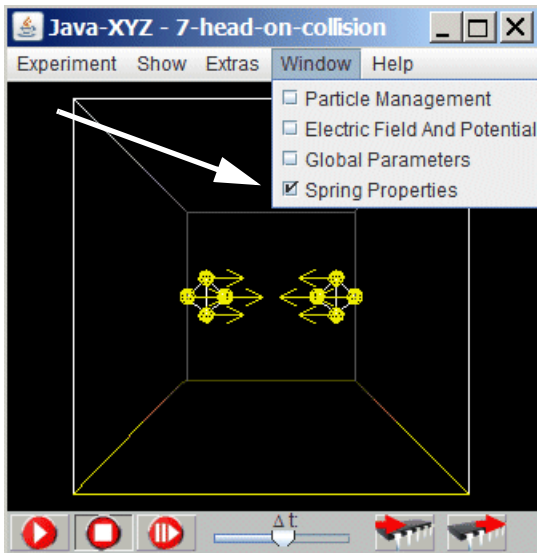 Java-XYZ - 7-head-on-collision
Experiment Show Extras Window Help
Particle Management
Electric Field And Potential
Global Parameters
Spring Properties
Δt